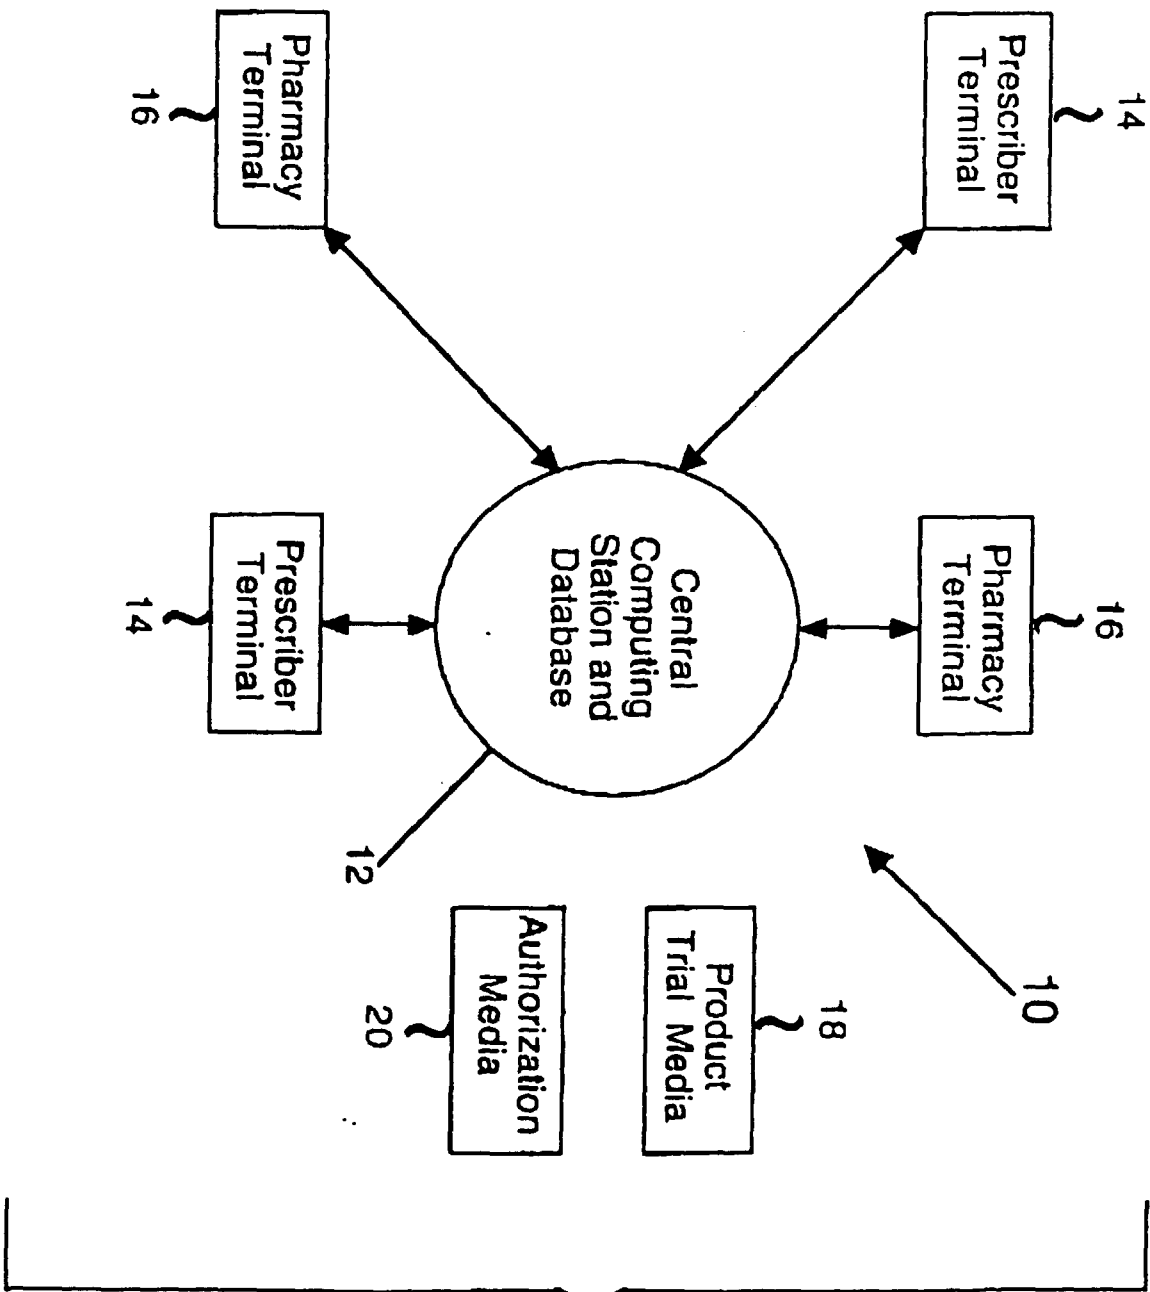 14
Prescriber
Terminal
16
Pharmacy
Terminal
10
18
Product
Trial Media
Central
Computing
Station and
Database
Authorization
Media
20
12
Pharmacy
Terminal
16
Prescriber
Terminal
14